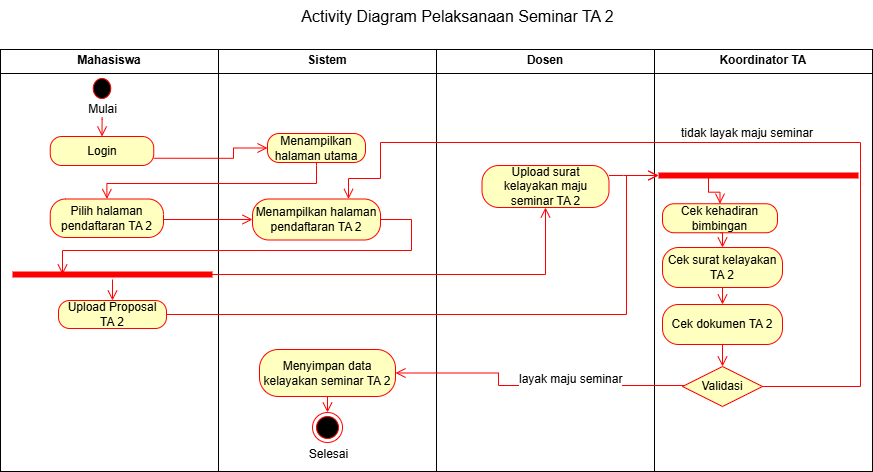 Activity Diagram Pelaksanaan Seminar TA 2
Mahasiswa
Sistem
Dosen
Koordinator TA
Mulai
Login
Menampilkan
halaman utama
tidak layak maju seminar
Upload surat
kelayakan maju
seminar TA 2
Pilih halaman
pendaftaran TA 2
Menampilkan halaman
pendaftaran TA 2
Cek kehadiran
bimbingan
Cek surat kelayakan
TA 2
Upload Proposal
TA 2
Cek dokumen TA 2
Menyimpan data
kelayakan seminar TA 2
layak maju seminar
Validasi
Selesai